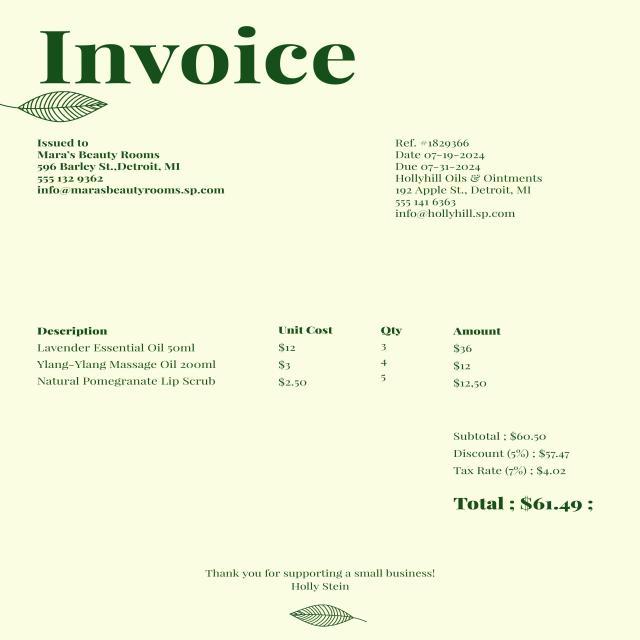 Invoice
Issued to
Mara's Beauty Rooms
596 Barley St.,Detroit, MI
555 132 9362
info@marasbeautyrooms.sp.com
Ref. #1829366
Date 07-19-2024
Due 07-31-2024
Hollyhill Oils & Ointments
192 Apple St., Detroit, MI
555 141 6363
info@hollyhill.sp.com
Description Unit Cost Qty Amount
Lavender Essential Oil 50ml $12 3 $36
Ylang-Ylang Massage Oil 200ml $3 4 $12
Natural Pomegranate Lip Scrub $2.50 5 $12,50
Subtotal ; $60.50
Discount (5%) ; $57.47
Tax Rate (7%) ; $4.02
Total ; $61.49 ;
Thank you for supporting a small business!
Holly Stein